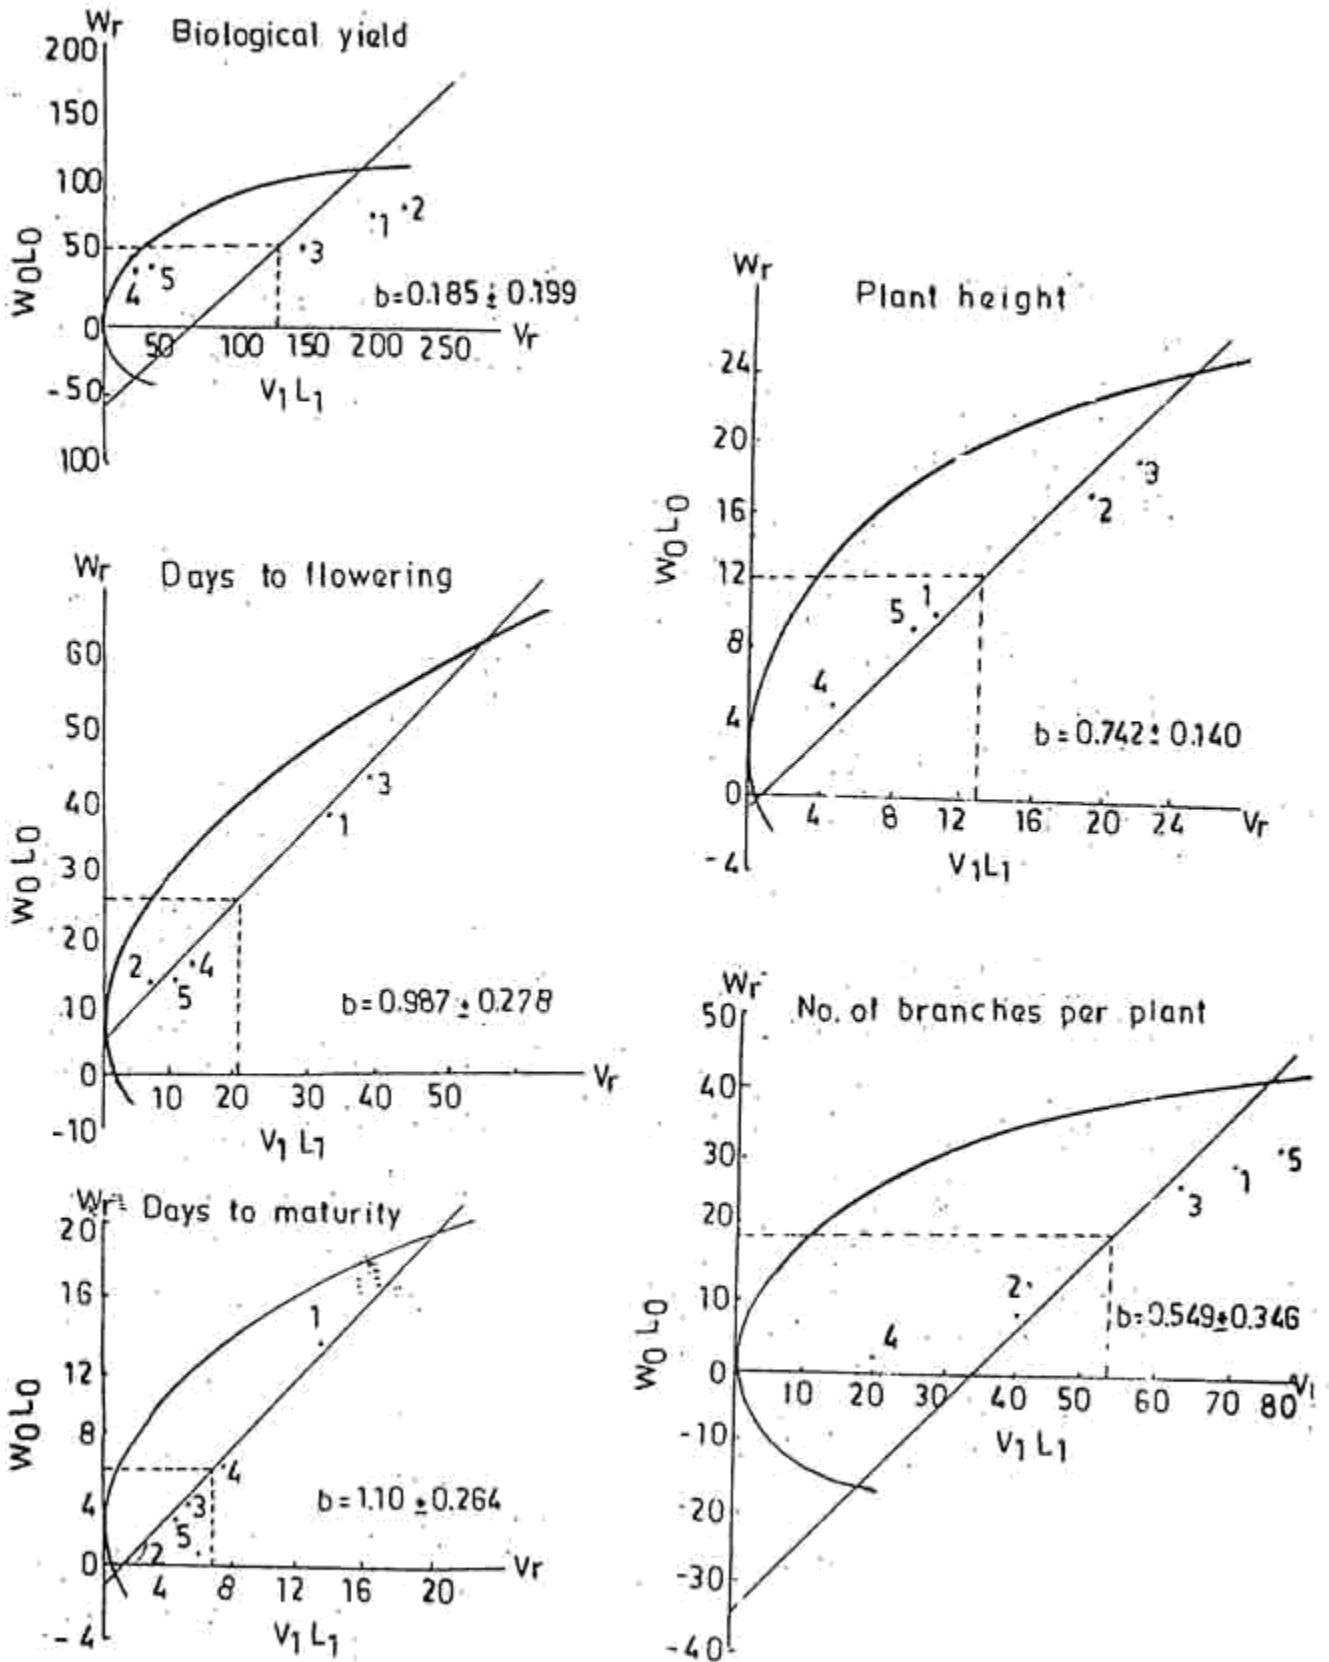 Wr Biological yield
200
150
100
50
0
-50
100
W0L0
1 2
3
4 5
b=0.185 ± 0.199
50 100 150 200 250 Vr
V1L1
Wr Days to flowering
60
50
40
30
20
10
0
-10
W0L0
3
1
2 4
5
b=0.987 ± 0.278
10 20 30 40 50 Vr
V1L1
Wr Days to maturity
20
16
12
8
4
0
-4
W0L0
1
4
3
5
2
b=1.10 ± 0.264
4 8 12 16 20 Vr
V1L1
Wr
Plant height
24
20
16
12
8
4
0
-4
W0L0
3
2
1
5
4
b=0.742 ± 0.140
4 8 12 16 20 24 Vr
V1L1
Wr
No. of branches per plant
50
40
30
20
10
0
-10
-20
-30
-40
W0L0
5
1
3
2
4
b=0.549±0.346
10 20 30 40 50 60 70 80
V1L1